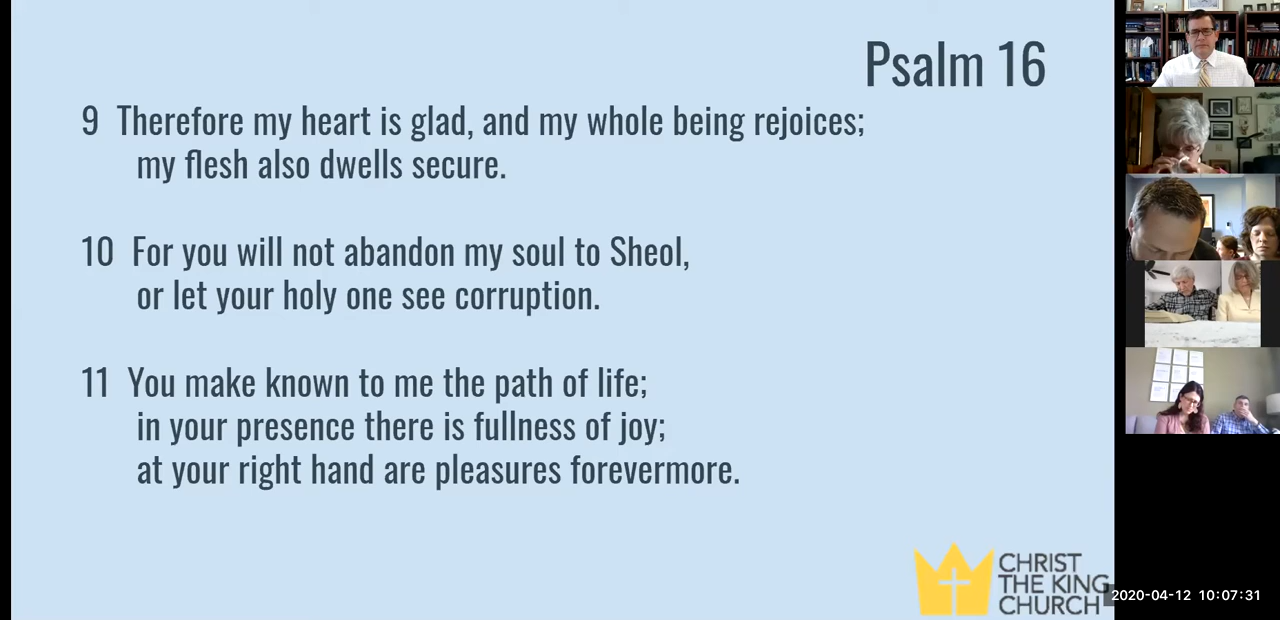 Psalm 16
9 Therefore my heart is glad, and my whole being rejoices;
my flesh also dwells secure.
10 For you will not abandon my soul to Sheol,
or let your holy one see corruption.
11 You make known to me the path of life;
in your presence there is fullness of joy;
at your right hand are pleasures forevermore.
CHRIST
THE KING
CHURCH
2020-04-12 10:07:31